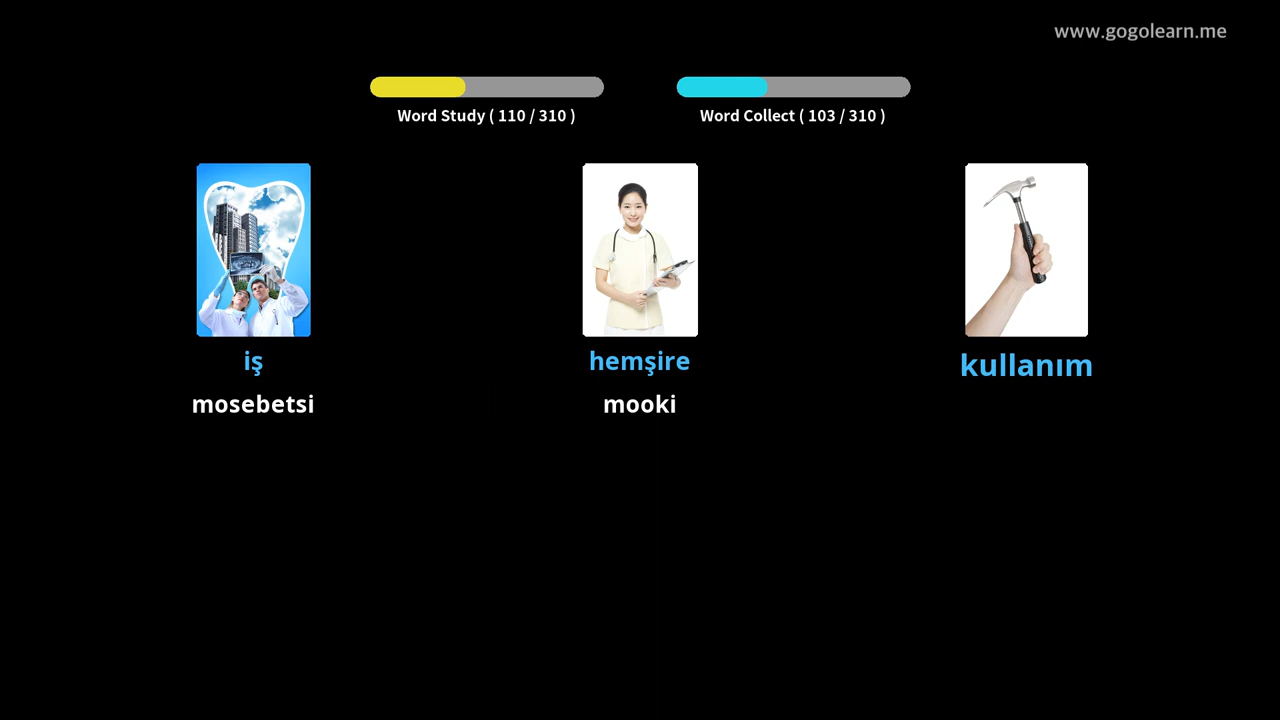 www.gogolearn.me
Word Study ( 110 / 310 )
Word Collect ( 103 / 310 )
iş
hemşire
kullanım
mosebetsi
mooki